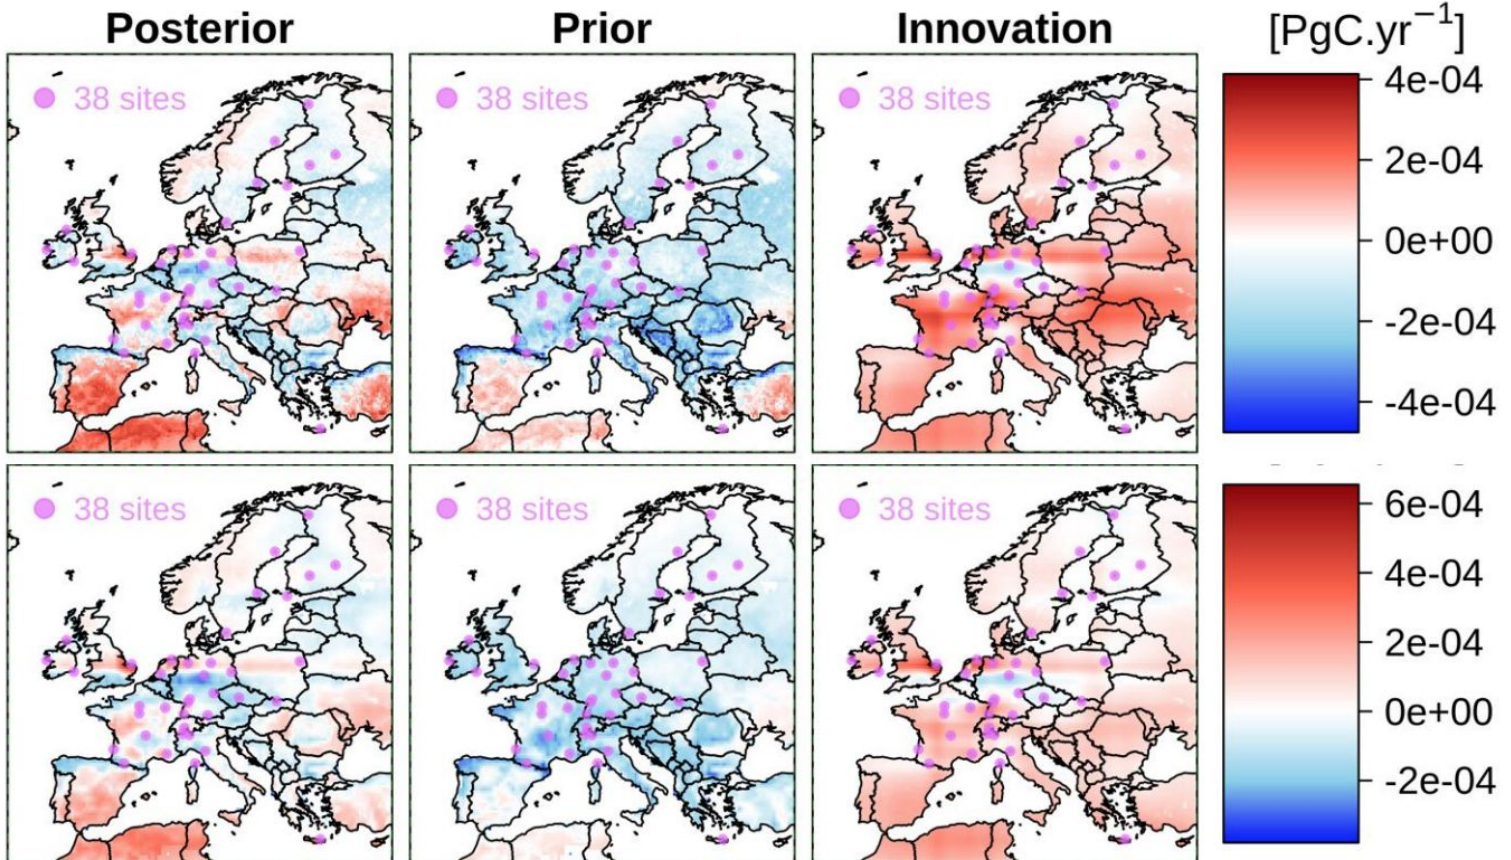 Posterior Prior Innovation [PgC.yr⁻¹]
38 sites 38 sites 38 sites
4e-04
2e-04
0e+00
-2e-04
-4e-04
38 sites 38 sites 38 sites
6e-04
4e-04
2e-04
0e+00
-2e-04